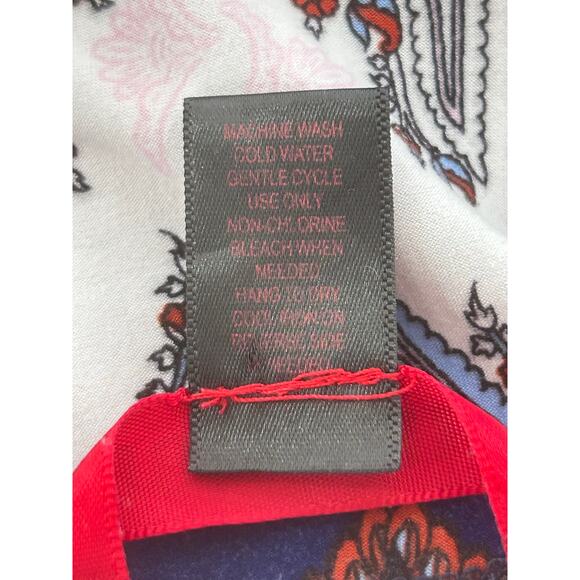 MACHINE WASH
COLD WATER
GENTLE CYCLE
USE ONLY
NON-CHLORINE
BLEACH WHEN
NEEDED
HANG TO DRY
COOL IRON ON
REVERSE SIDE
NEEDED